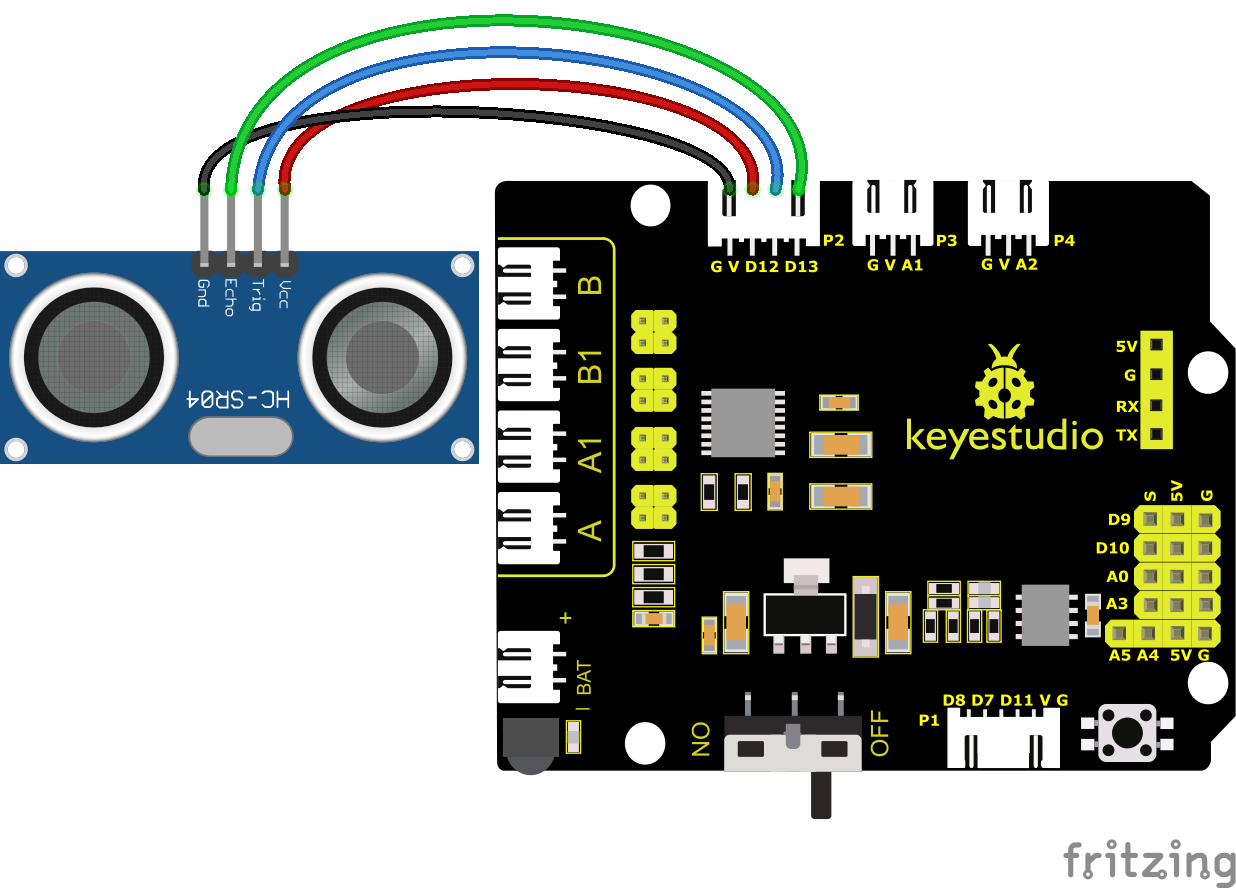 P2
P3
P4
G V D12 D13
G V A1
G V A2
Gnd
Echo
Trig
Vcc
HC-SR04
B
B1
A1
A
5V
G
RX
TX
keyestudio
S
5V
G
D9
D10
A0
A3
A5 A4 5V G
+
BAT
–
NO
OFF
D8 D7 D11 V G
P1
fritzing